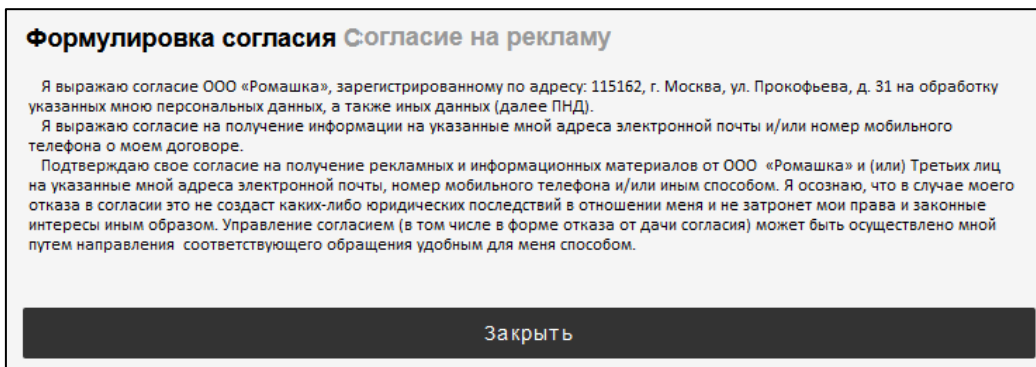 Формулировка согласия Согласие на рекламу
Я выражаю согласие ООО «Ромашка», зарегистрированному по адресу: 115162, г. Москва, ул. Прокофьева, д. 31 на обработку
указанных мною персональных данных, а также иных данных (далее ПНД).
Я выражаю согласие на получение информации на указанные мной адреса электронной почты и/или номер мобильного
телефона о моем договоре.
Подтверждаю свое согласие на получение рекламных и информационных материалов от ООО «Ромашка» и (или) Третьих лиц
на указанные мной адреса электронной почты, номер мобильного телефона и/или иным способом. Я осознаю, что в случае моего
отказа в согласии это не создаст каких-либо юридических последствий в отношении меня и не затронет мои права и законные
интересы иным образом. Управление согласием (в том числе в форме отказа от дачи согласия) может быть осуществлено мной
путем направления соответствующего обращения удобным для меня способом.
Закрыть